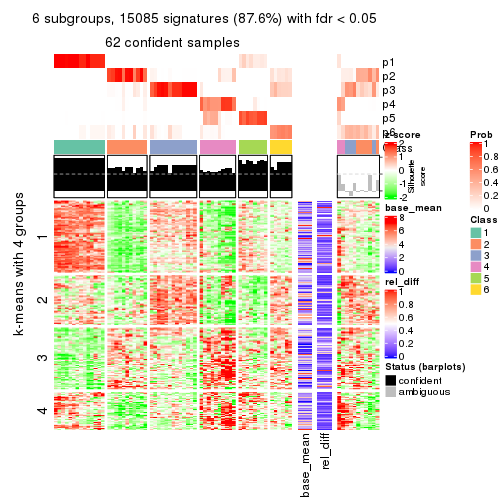 6 subgroups, 15085 signatures (87.6%) with fdr < 0.05
62 confident samples
p1
p2
p3
p4
p5
p6
Class
z-score
2
1
0
-1
-2
Silhouette
score
Prob
1
0.8
0.6
0.4
0.2
0
base_mean
8
6
4
2
0
Class
1
2
3
4
5
6
rel_diff
1
0.8
0.6
0.4
0.2
0
Status (barplots)
confident
ambiguous
k-means with 4 groups
1
2
3
4
base_mean
rel_diff